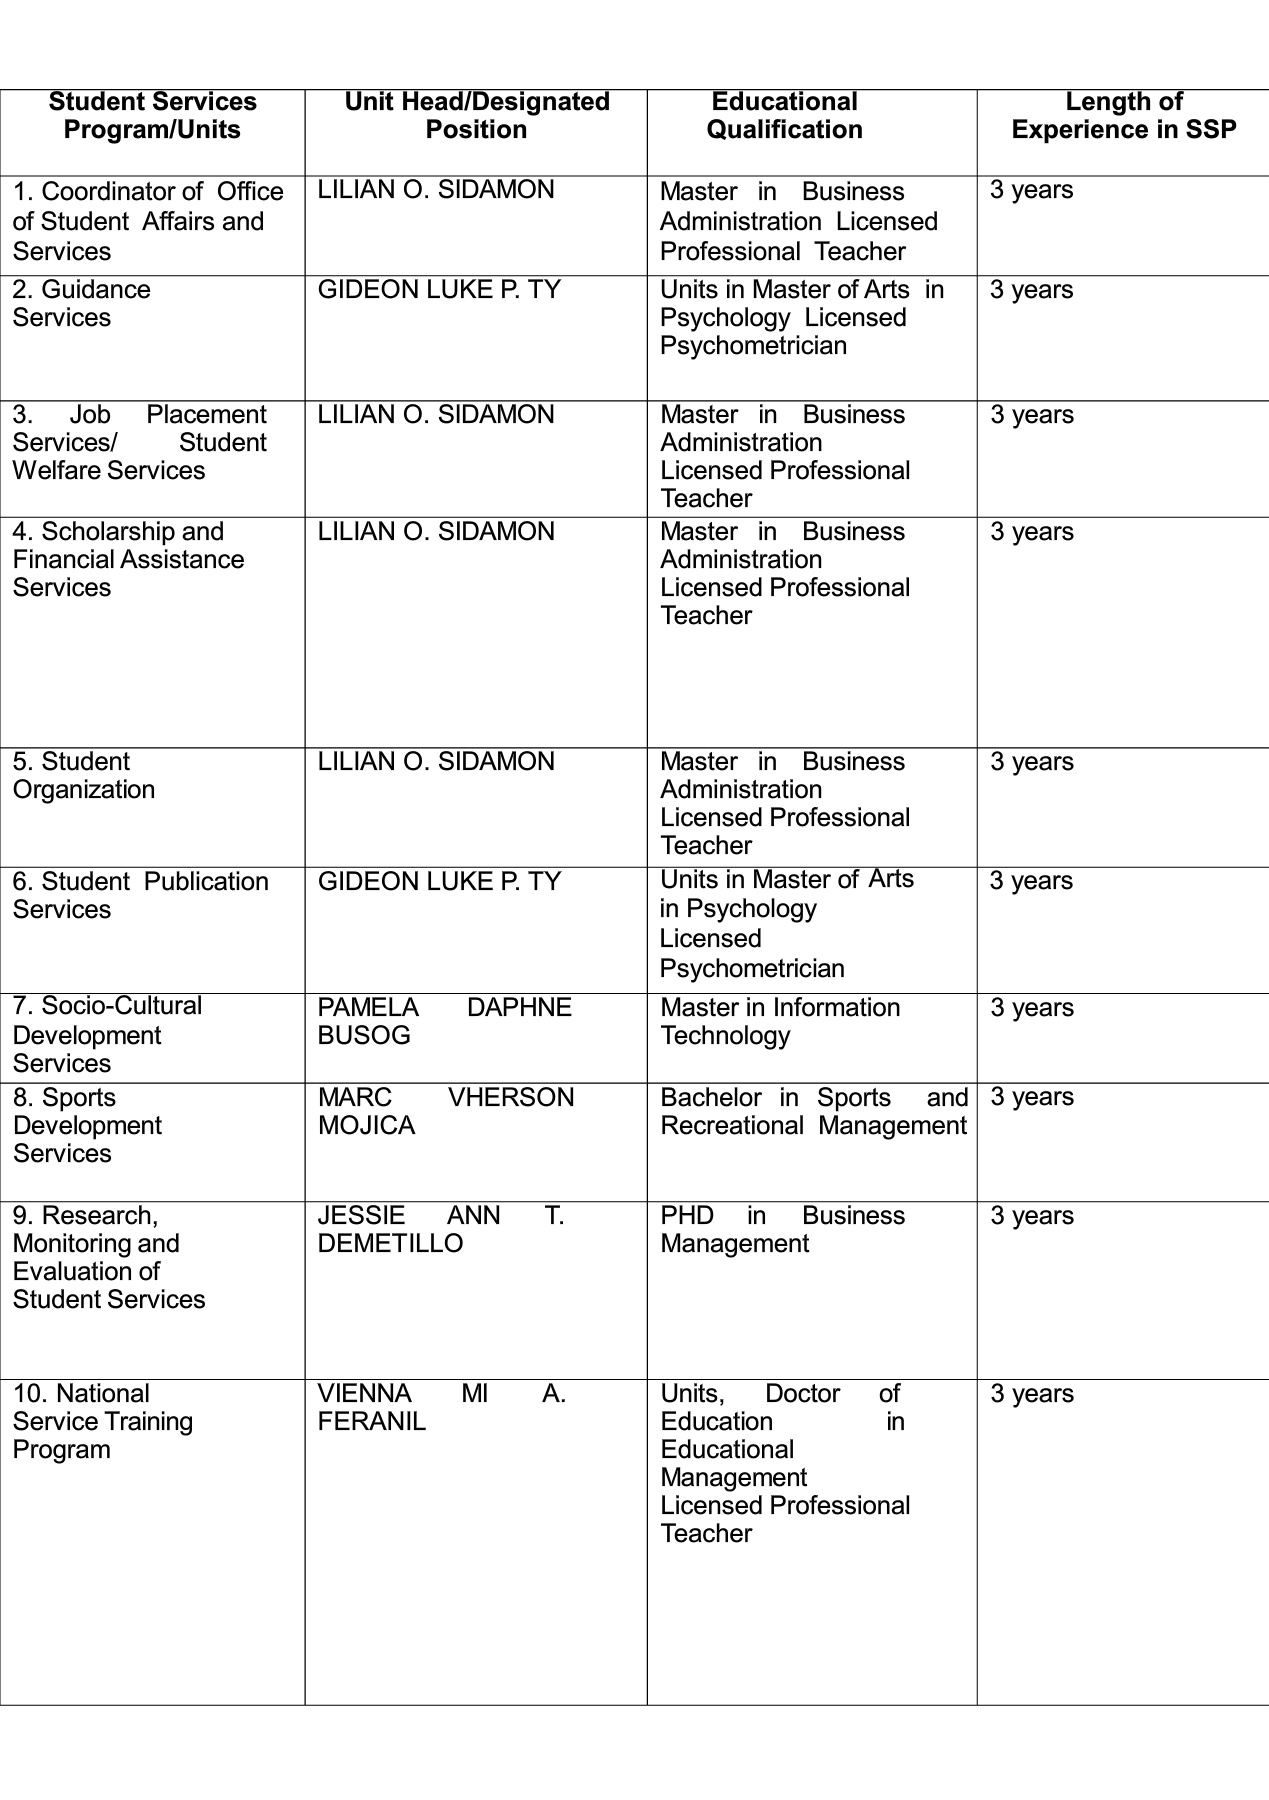 Student Services
Program/Units
Unit Head/Designated
Position
Educational
Qualification
Length of
Experience in SSP
1. Coordinator of Office
of Student Affairs and
Services
LILIAN O. SIDAMON
Master in Business
Administration Licensed
Professional Teacher
3 years
2. Guidance
Services
GIDEON LUKE P. TY
Units in Master of Arts in
Psychology Licensed
Psychometrician
3 years
3. Job Placement
Services/ Student
Welfare Services
LILIAN O. SIDAMON
Master in Business
Administration
Licensed Professional
Teacher
3 years
4. Scholarship and
Financial Assistance
Services
LILIAN O. SIDAMON
Master in Business
Administration
Licensed Professional
Teacher
3 years
5. Student
Organization
LILIAN O. SIDAMON
Master in Business
Administration
Licensed Professional
Teacher
3 years
6. Student Publication
Services
GIDEON LUKE P. TY
Units in Master of Arts
in Psychology
Licensed
Psychometrician
3 years
7. Socio-Cultural
Development
Services
PAMELA DAPHNE
BUSOG
Master in Information
Technology
3 years
8. Sports
Development
Services
MARC VHERSON
MOJICA
Bachelor in Sports and
Recreational Management
3 years
9. Research,
Monitoring and
Evaluation of
Student Services
JESSIE ANN T.
DEMETILLO
PHD in Business
Management
3 years
10. National
Service Training
Program
VIENNA MI A.
FERANIL
Units, Doctor of
Education in
Educational
Management
Licensed Professional
Teacher
3 years